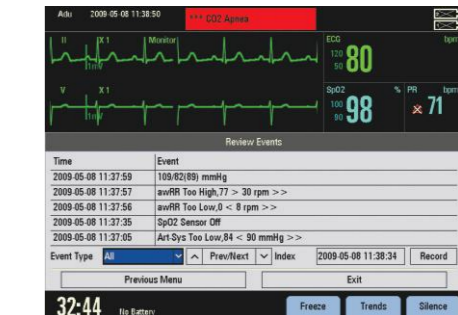 Adu 2009-05-08 11:38:50 *** CO2 Apnea
II X1 Monitor ECG bpm
1mV 120 80
50
V X1 SpO2 % PR bpm
1mV 100 98 71
90
Review Events
Time Event
2009-05-08 11:37:59 109/82(89) mmHg
2009-05-08 11:37:57 awRR Too High,77 > 30 rpm >>
2009-05-08 11:37:56 awRR Too Low,0 < 8 rpm >>
2009-05-08 11:37:35 SpO2 Sensor Off
2009-05-08 11:37:05 Art-Sys Too Low,84 < 90 mmHg >>
Event Type All Prev/Next Index 2009-05-08 11:38:34 Record
Previous Menu Exit
32:44 No Battery Freeze Trends Silence